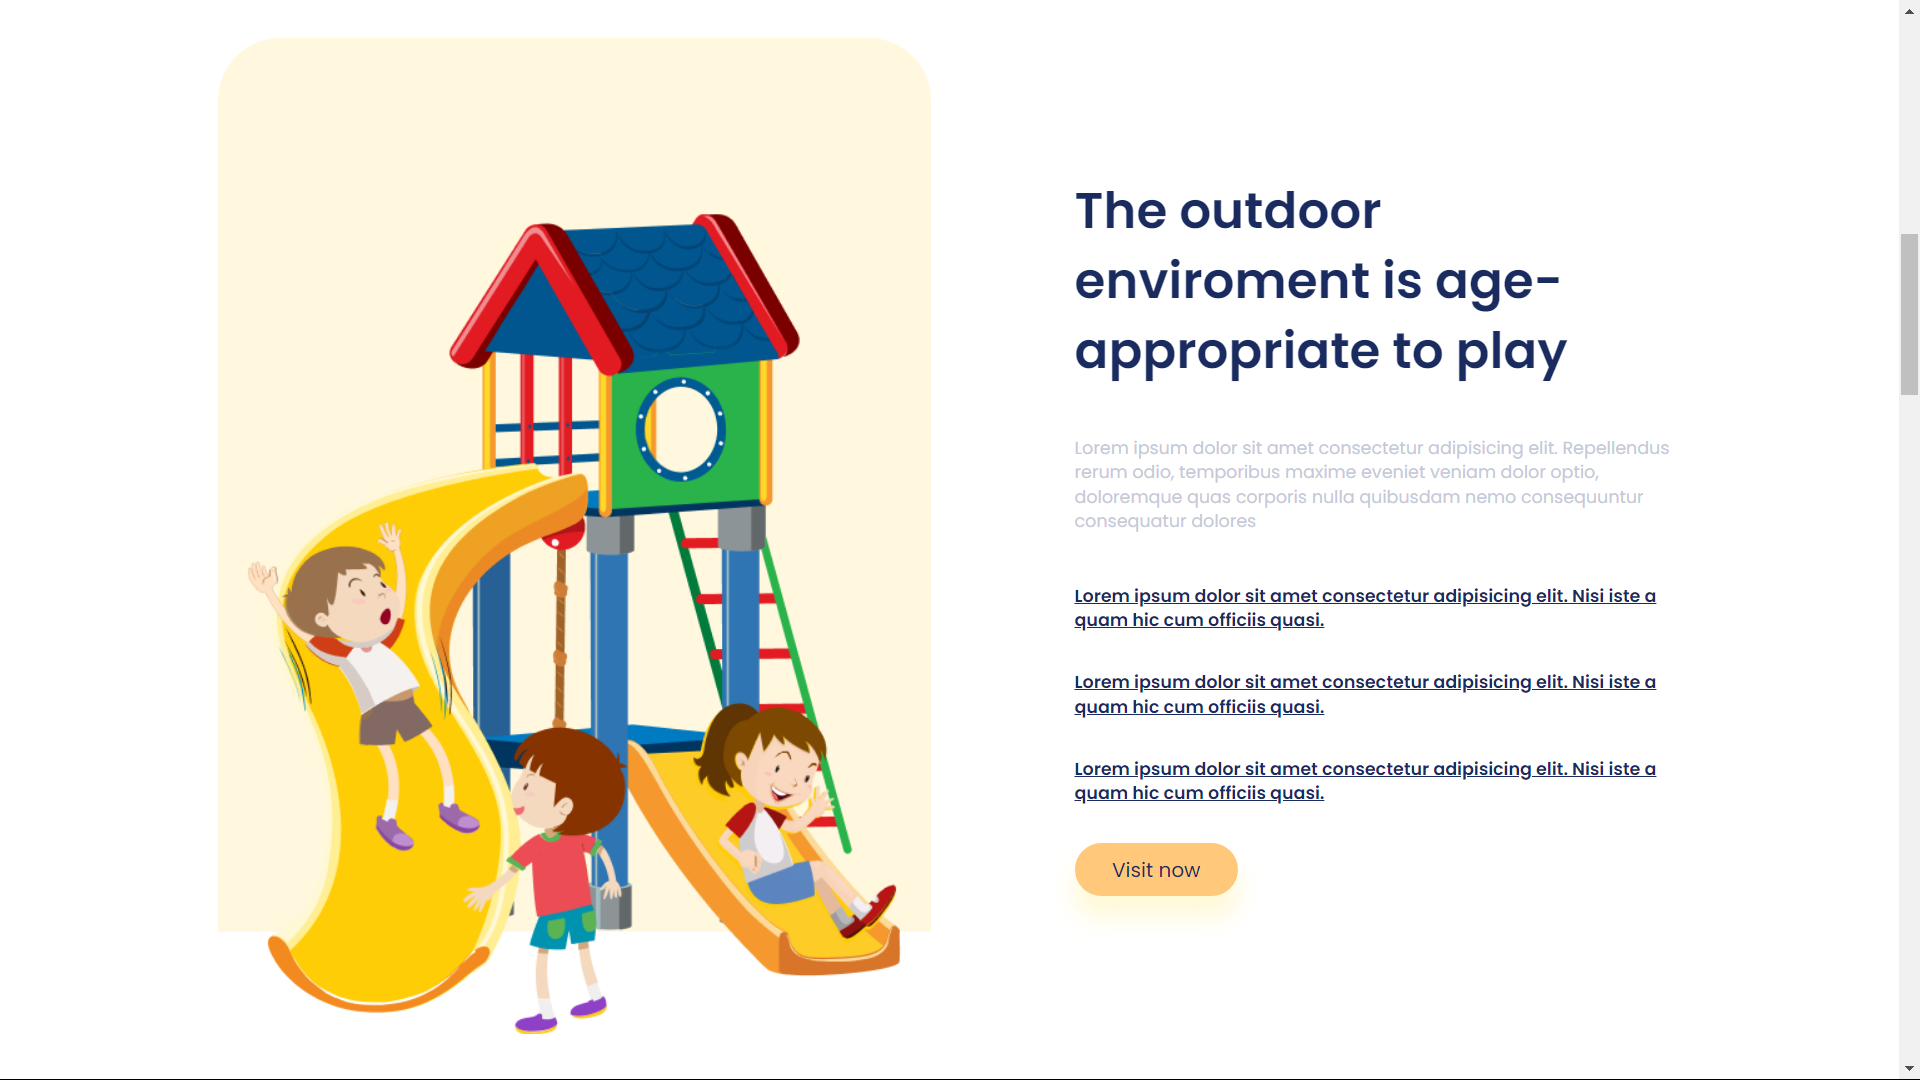 The outdoor
enviroment is age-
appropriate to play
Lorem ipsum dolor sit amet consectetur adipisicing elit. Repellendus
rerum odio, temporibus maxime eveniet veniam dolor optio,
doloremque quas corporis nulla quibusdam nemo consequuntur
consequatur dolores
Lorem ipsum dolor sit amet consectetur adipisicing elit. Nisi iste a
quam hic cum officiis quasi.
Lorem ipsum dolor sit amet consectetur adipisicing elit. Nisi iste a
quam hic cum officiis quasi.
Lorem ipsum dolor sit amet consectetur adipisicing elit. Nisi iste a
quam hic cum officiis quasi.
Visit now